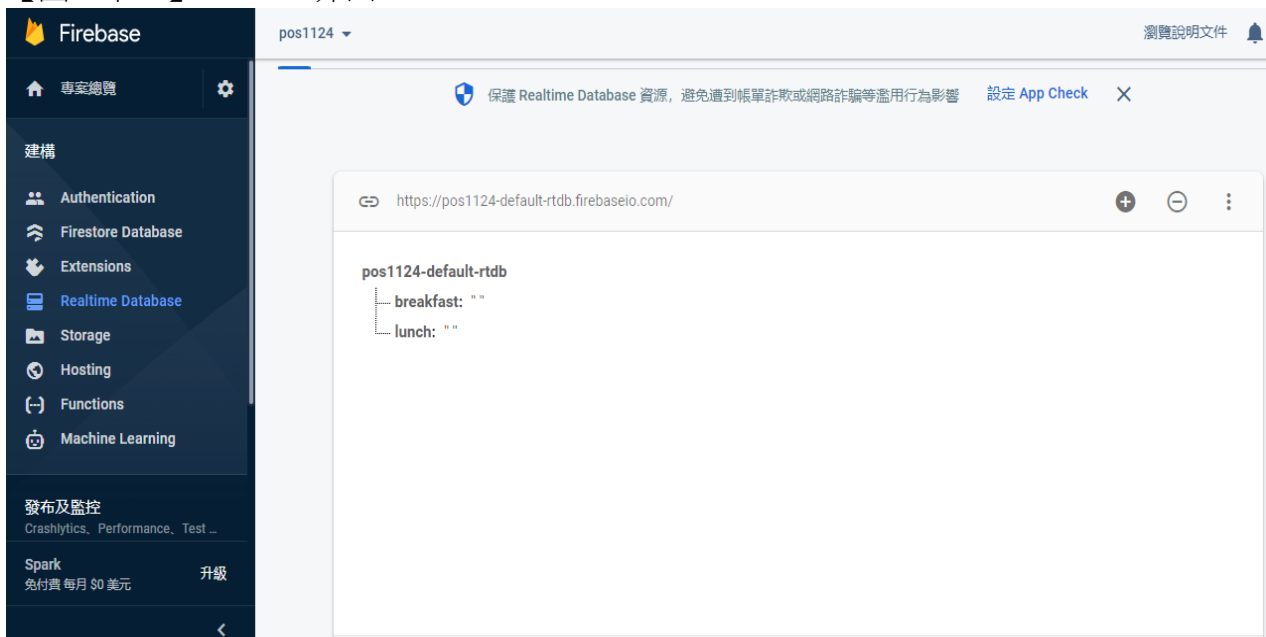 Firebase
pos1124
瀏覽說明文件
專案總覽
保護 Realtime Database 資源，避免遭到帳單詐欺或網路詐騙等濫用行為影響
設定 App Check
建構
Authentication
Firestore Database
Extensions
Realtime Database
Storage
Hosting
Functions
Machine Learning
發布及監控
Crashlytics、Performance、Test ...
Spark
免付費 每月 $0 美元
升級
https://pos1124-default-rtdb.firebaseio.com/
pos1124-default-rtdb
breakfast: " "
lunch: " "